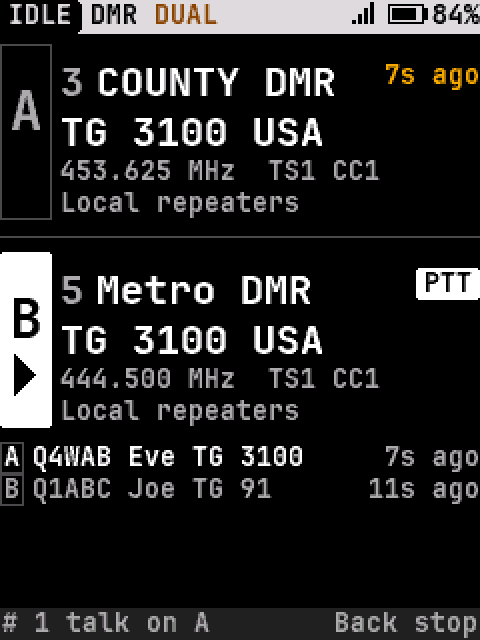 IDLE DMR DUAL 84%
A 3 COUNTY DMR 7s ago
TG 3100 USA
453.625 MHz TS1 CC1
Local repeaters
B 5 Metro DMR PTT
TG 3100 USA
444.500 MHz TS1 CC1
Local repeaters
A Q4WAB Eve TG 3100 7s ago
B Q1ABC Joe TG 91 11s ago
# 1 talk on A Back stop